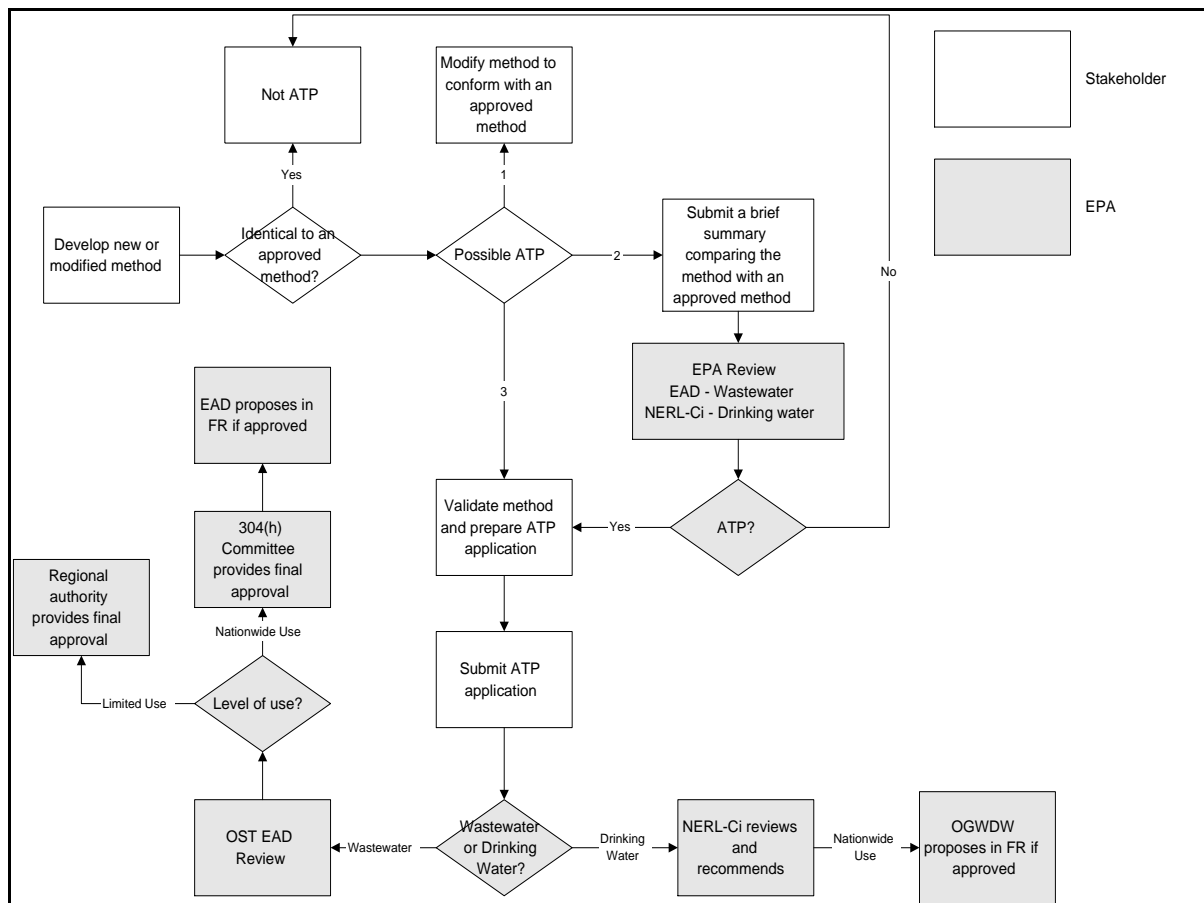 Not ATP
Modify method to
conform with an
approved
method
Stakeholder
EPA
Yes
1
Develop new or
modified method
Identical to an
approved
method?
Possible ATP
2
Submit a brief
summary
comparing the
method with an
approved method
No
EPA Review
EAD - Wastewater
NERL-Ci - Drinking water
3
EAD proposes in
FR if approved
Validate method
and prepare ATP
application
Yes
ATP?
304(h)
Committee
provides final
approval
Regional
authority
provides final
approval
Nationwide Use
Limited Use
Level of use?
Submit ATP
application
OST EAD
Review
Wastewater
Wastewater
or Drinking
Water?
Drinking
Water
NERL-Ci reviews
and
recommends
Nationwide
Use
OGWDW
proposes in FR if
approved